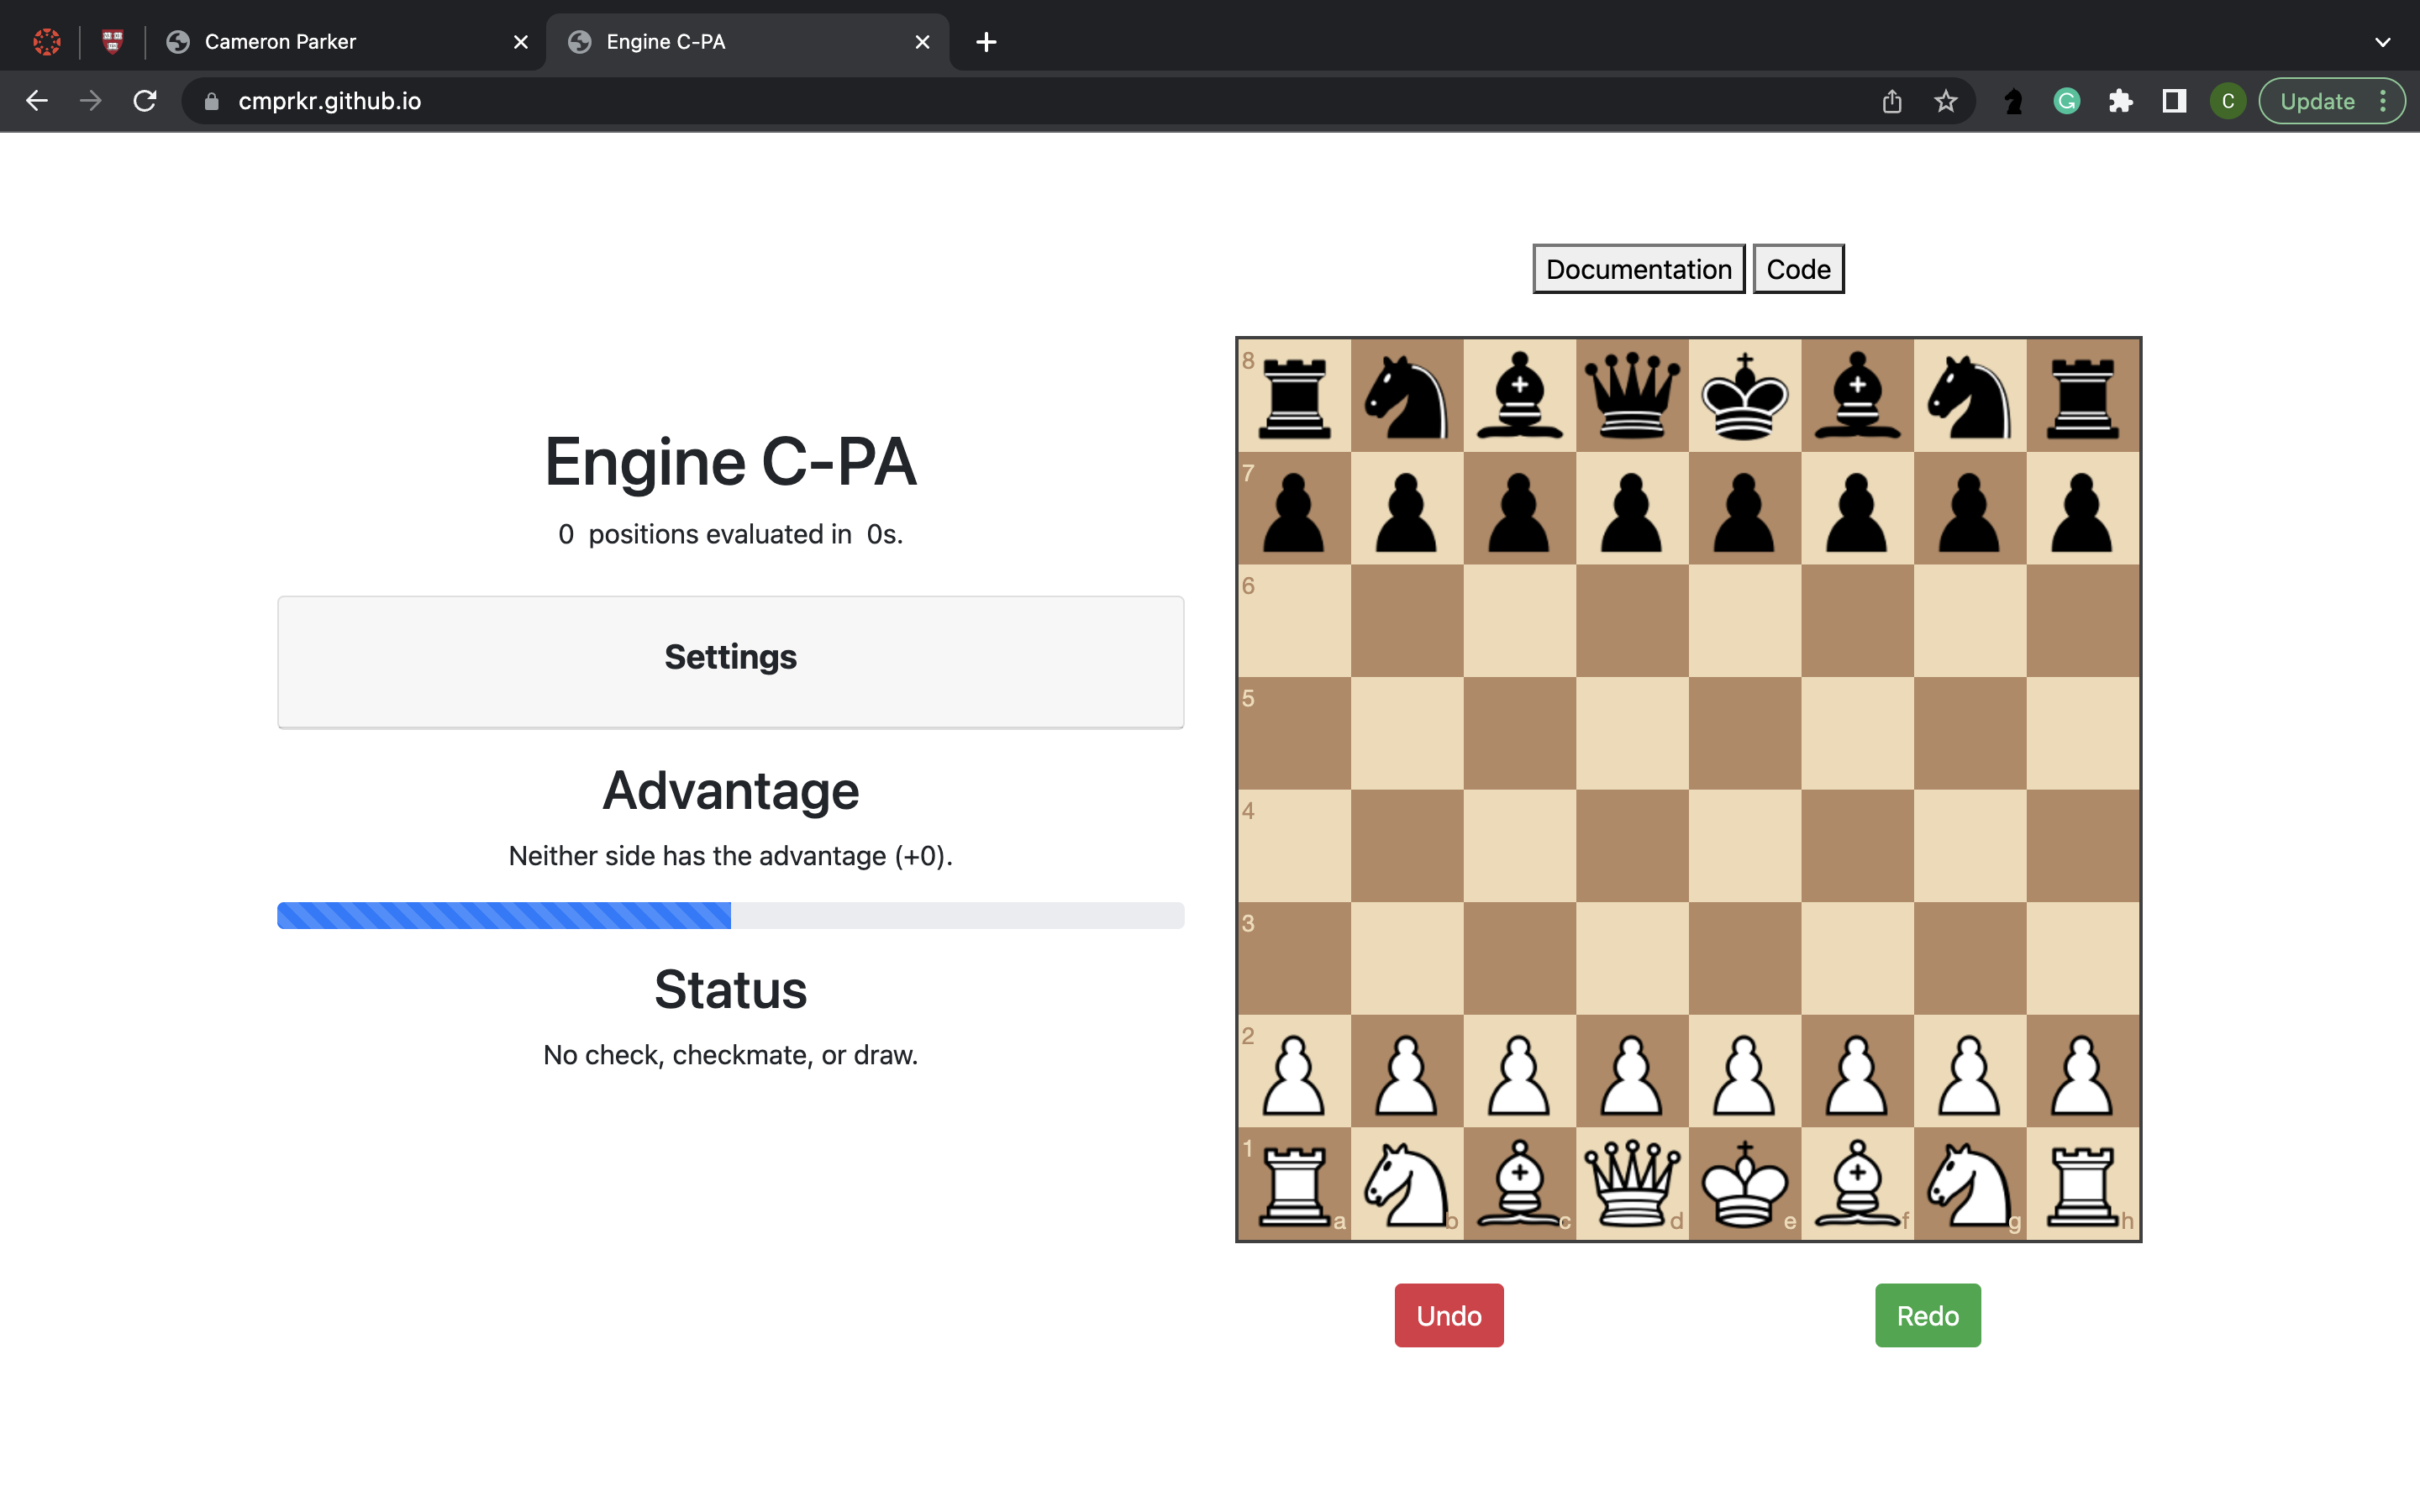 Cameron Parker
Engine C-PA
cmprkr.github.io
C
Update
Documentation Code
Engine C-PA
0 positions evaluated in 0s.
Settings
Advantage
Neither side has the advantage (+0).
Status
No check, checkmate, or draw.
8
7
6
5
4
3
2
1
a b c d e f g h
Undo
Redo